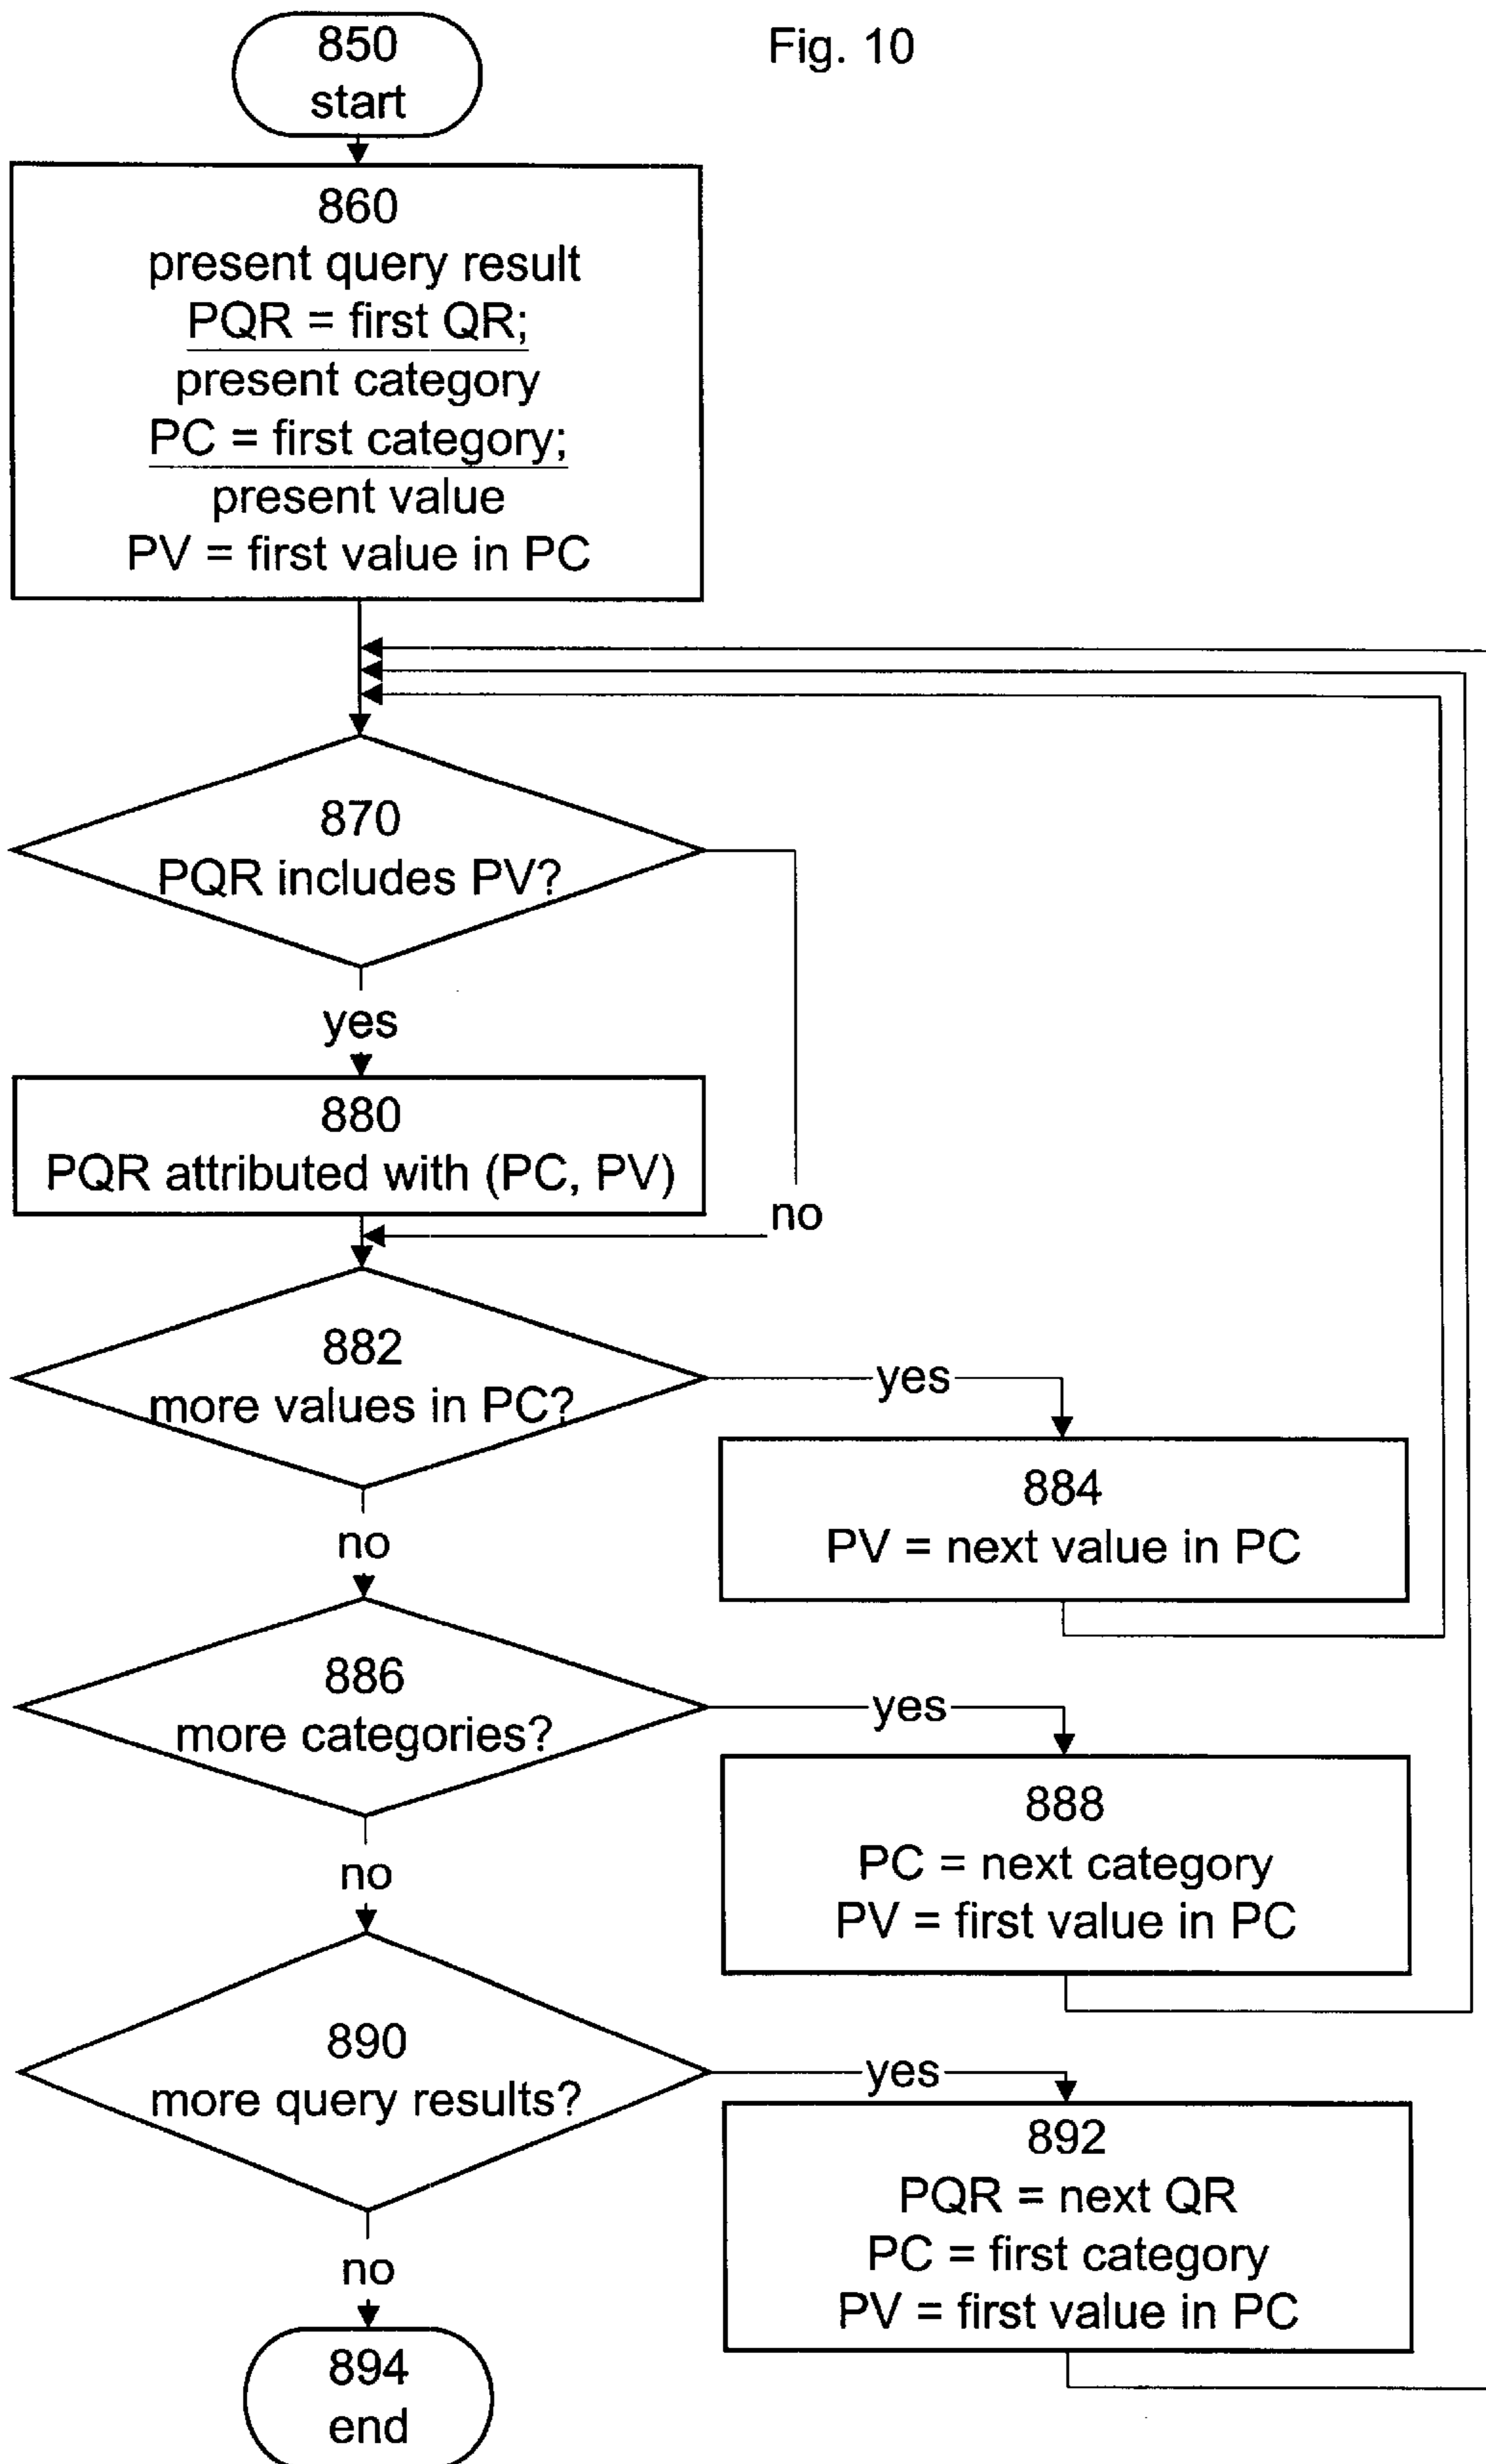 Fig. 10
850
start
860
present query result
PQR = first QR;
present category
PC = first category;
present value
PV = first value in PC
870
PQR includes PV?
yes
880
PQR attributed with (PC, PV)
no
882
more values in PC?
yes
884
PV = next value in PC
no
886
more categories?
yes
888
PC = next category
PV = first value in PC
no
890
more query results?
yes
892
PQR = next QR
PC = first category
PV = first value in PC
no
894
end